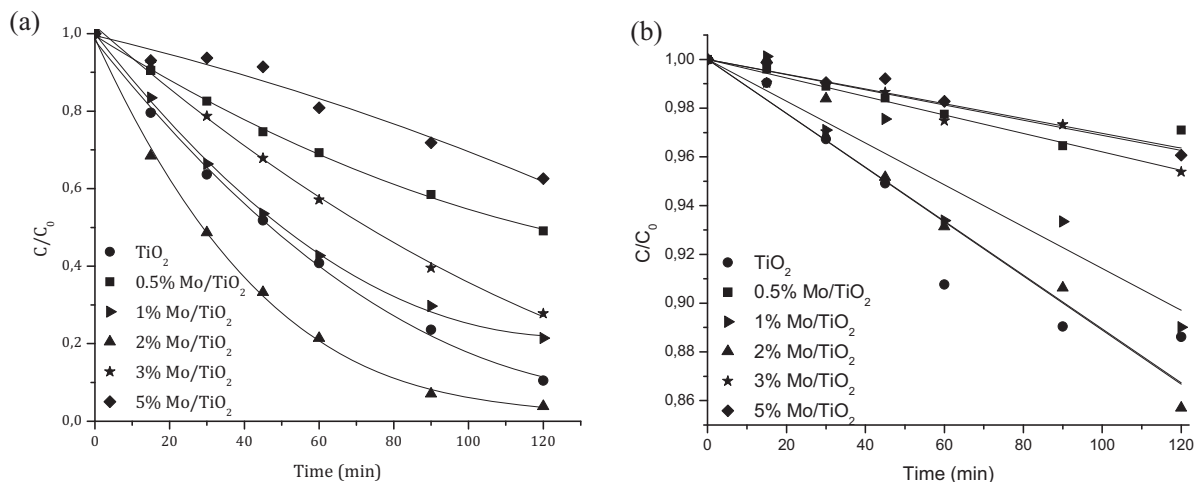 (a)
1,0
0,8
0,6
0,4
0,2
0,0
C/C₀
TiO₂
0.5% Mo/TiO₂
1% Mo/TiO₂
2% Mo/TiO₂
3% Mo/TiO₂
5% Mo/TiO₂
0 20 40 60 80 100 120
Time (min)
(b)
1,00
0,98
0,96
0,94
0,92
0,90
0,88
0,86
C/C₀
TiO₂
0.5% Mo/TiO₂
1% Mo/TiO₂
2% Mo/TiO₂
3% Mo/TiO₂
5% Mo/TiO₂
0 20 40 60 80 100 120
Time (min)